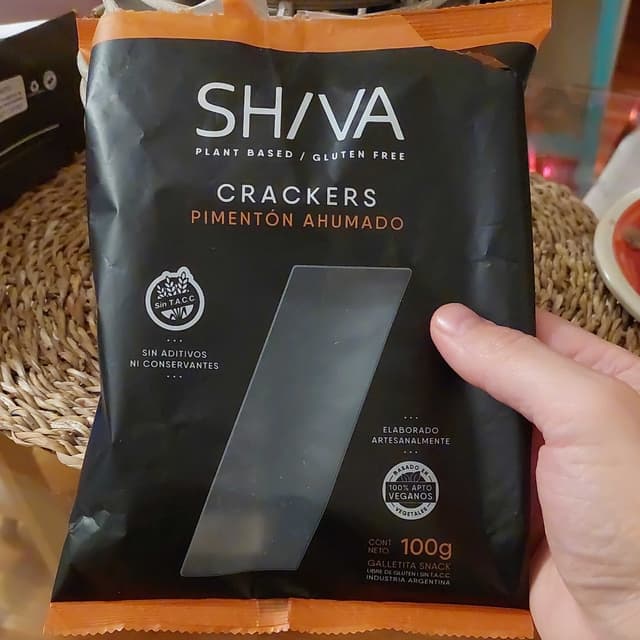 SHIVA
PLANT BASED / GLUTEN FREE
CRACKERS
PIMENTÓN AHUMADO
Sin T.A.C.C
SIN ADITIVOS
NI CONSERVANTES
ELABORADO
ARTESANALMENTE
BASADO EN
100% APTO
VEGANOS
VEGETALES
CONT
NETO 100g
GALLETITA SNACK
LIBRE DE GLUTEN | SIN T.A.C.C
INDUSTRIA ARGENTINA